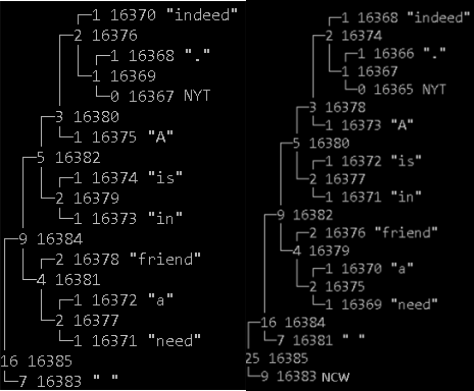 1 16370 "indeed"
2 16376
1 16368 "."
1 16369
0 16367 NYT
3 16380
1 16375 "A"
5 16382
1 16374 "is"
2 16379
1 16373 "in"
9 16384
2 16378 "friend"
4 16381
1 16372 "a"
2 16377
1 16371 "need"
16 16385
7 16383 " "
1 16368 "indeed"
2 16374
1 16366 "."
1 16367
0 16365 NYT
3 16378
1 16373 "A"
5 16380
1 16372 "is"
2 16377
1 16371 "in"
9 16382
2 16376 "friend"
4 16379
1 16370 "a"
2 16375
1 16369 "need"
16 16384
7 16381 " "
25 16385
9 16383 NCW